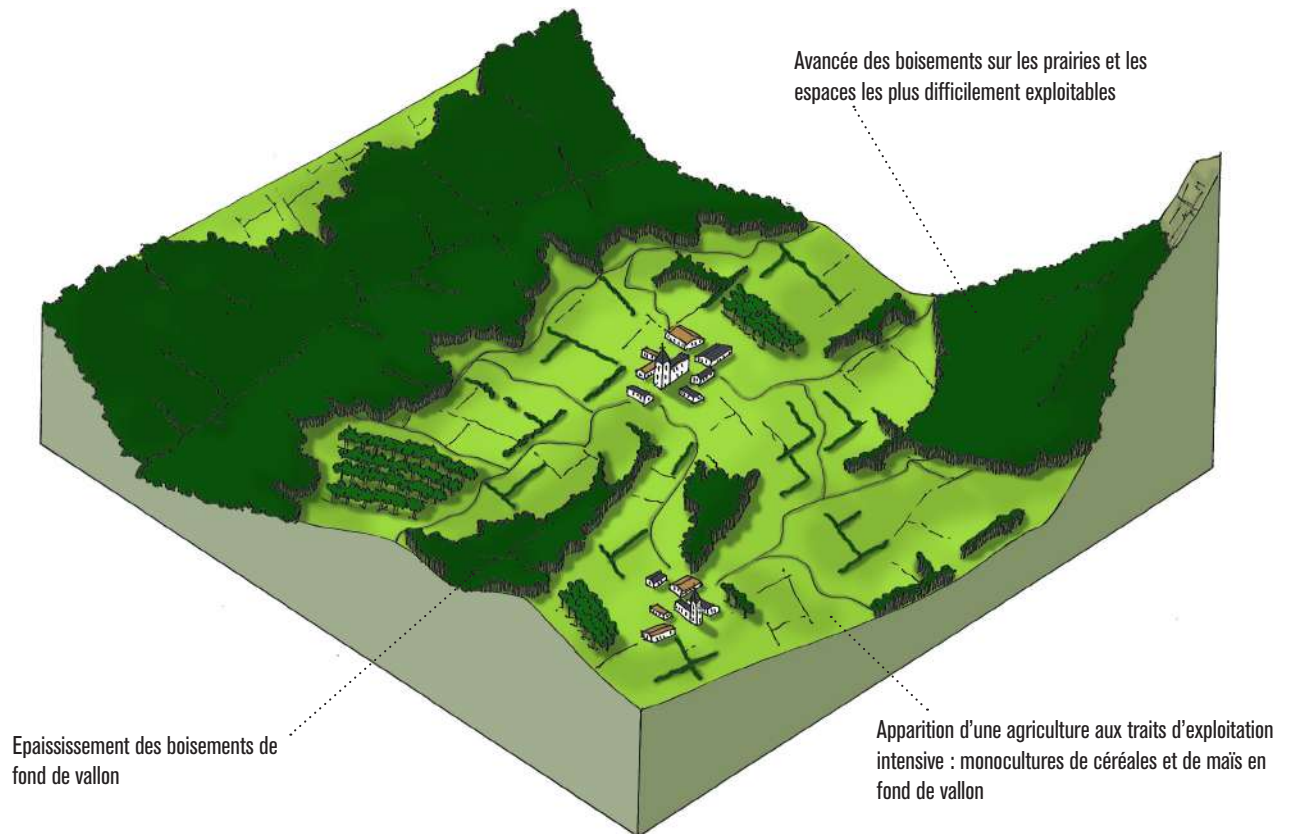 Avancée des boisements sur les prairies et les
espaces les plus difficilement exploitables
Epaississement des boisements de
fond de vallon
Apparition d’une agriculture aux traits d’exploitation
intensive : monocultures de céréales et de maïs en
fond de vallon